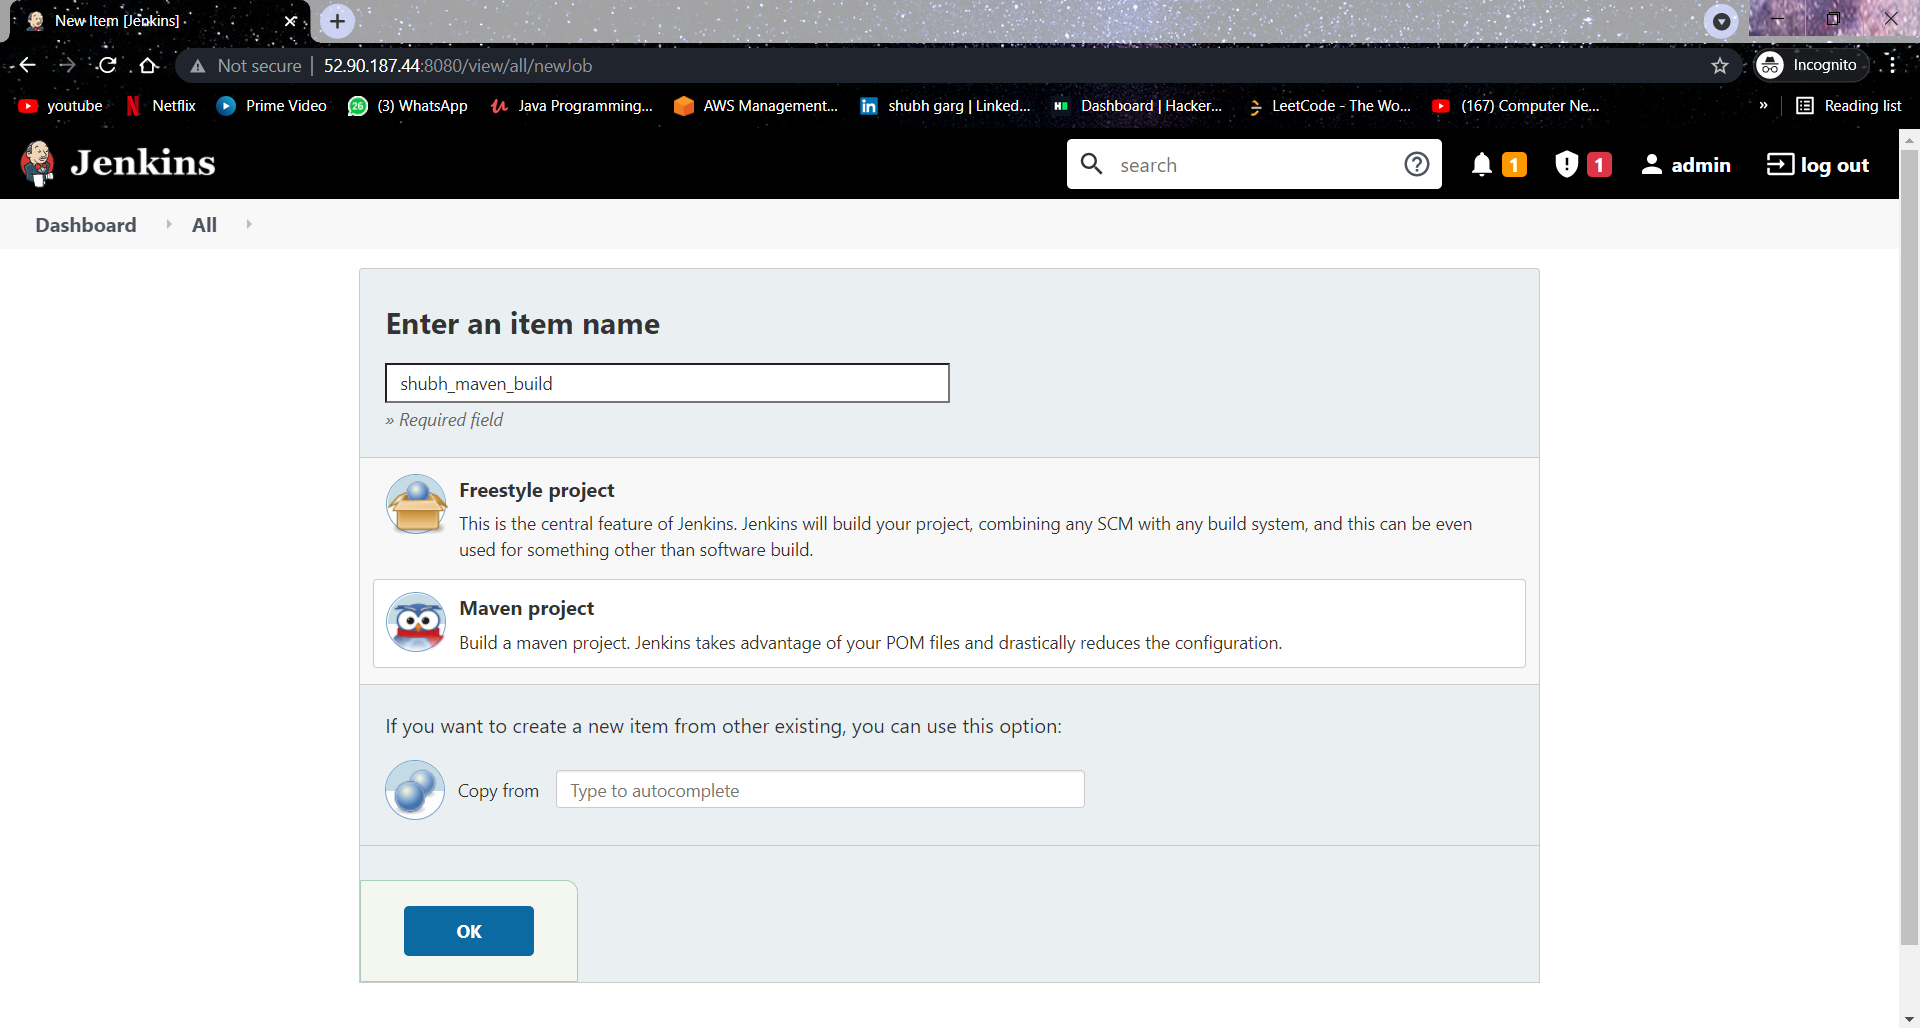 New Item [Jenkins]
Not secure | 52.90.187.44:8080/view/all/newJob
Incognito
youtube Netflix Prime Video 26 (3) WhatsApp Java Programming... AWS Management... in shubh garg | Linked... Dashboard | Hacker... LeetCode - The Wo... (167) Computer Ne... » Reading list
Jenkins
search
1
1
admin
log out
Dashboard All
Enter an item name
shubh_maven_build
» Required field
Freestyle project
This is the central feature of Jenkins. Jenkins will build your project, combining any SCM with any build system, and this can be even
used for something other than software build.
Maven project
Build a maven project. Jenkins takes advantage of your POM files and drastically reduces the configuration.
If you want to create a new item from other existing, you can use this option:
Copy from Type to autocomplete
OK